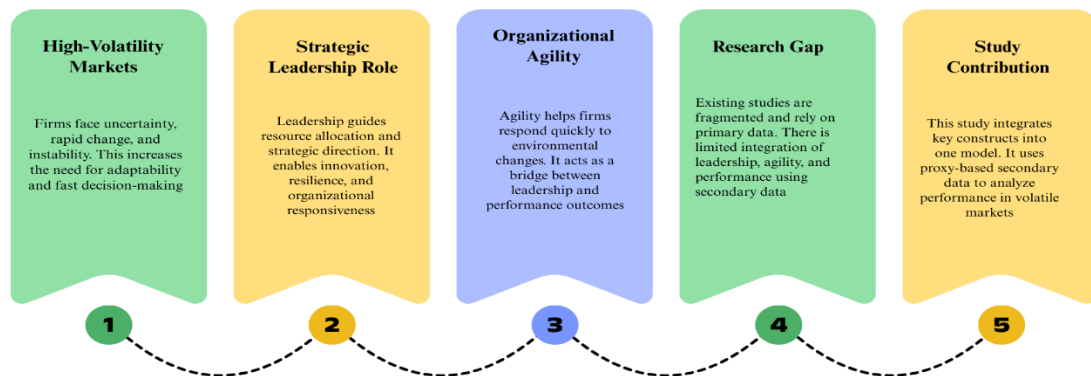 High-Volatility
Markets
Firms face uncertainty,
rapid change, and
instability. This increases
the need for adaptability
and fast decision-making
Strategic
Leadership Role
Leadership guides
resource allocation and
strategic direction. It
enables innovation,
resilience, and
organizational
responsiveness
Organizational
Agility
Agility helps firms
respond quickly to
environmental
changes. It acts as a
bridge between
leadership and
performance outcomes
Research Gap
Existing studies are
fragmented and rely on
primary data. There is
limited integration of
leadership, agility, and
performance using
secondary data
Study
Contribution
This study integrates
key constructs into
one model. It uses
proxy-based secondary
data to analyze
performance in volatile
markets
1
2
3
4
5